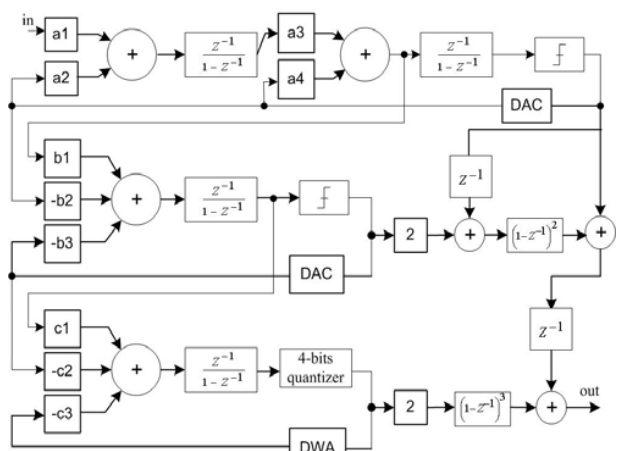 in
a1
+
z⁻¹
1 - z⁻¹
a3
+
z⁻¹
1 - z⁻¹
a2
a4
DAC
b1
-b2
-b3
+
z⁻¹
1 - z⁻¹
z⁻¹
2
+
(1-z⁻¹)²
+
DAC
c1
-c2
-c3
+
z⁻¹
1 - z⁻¹
4-bits
quantizer
z⁻¹
2
(1-z⁻¹)³
+
out
DWA